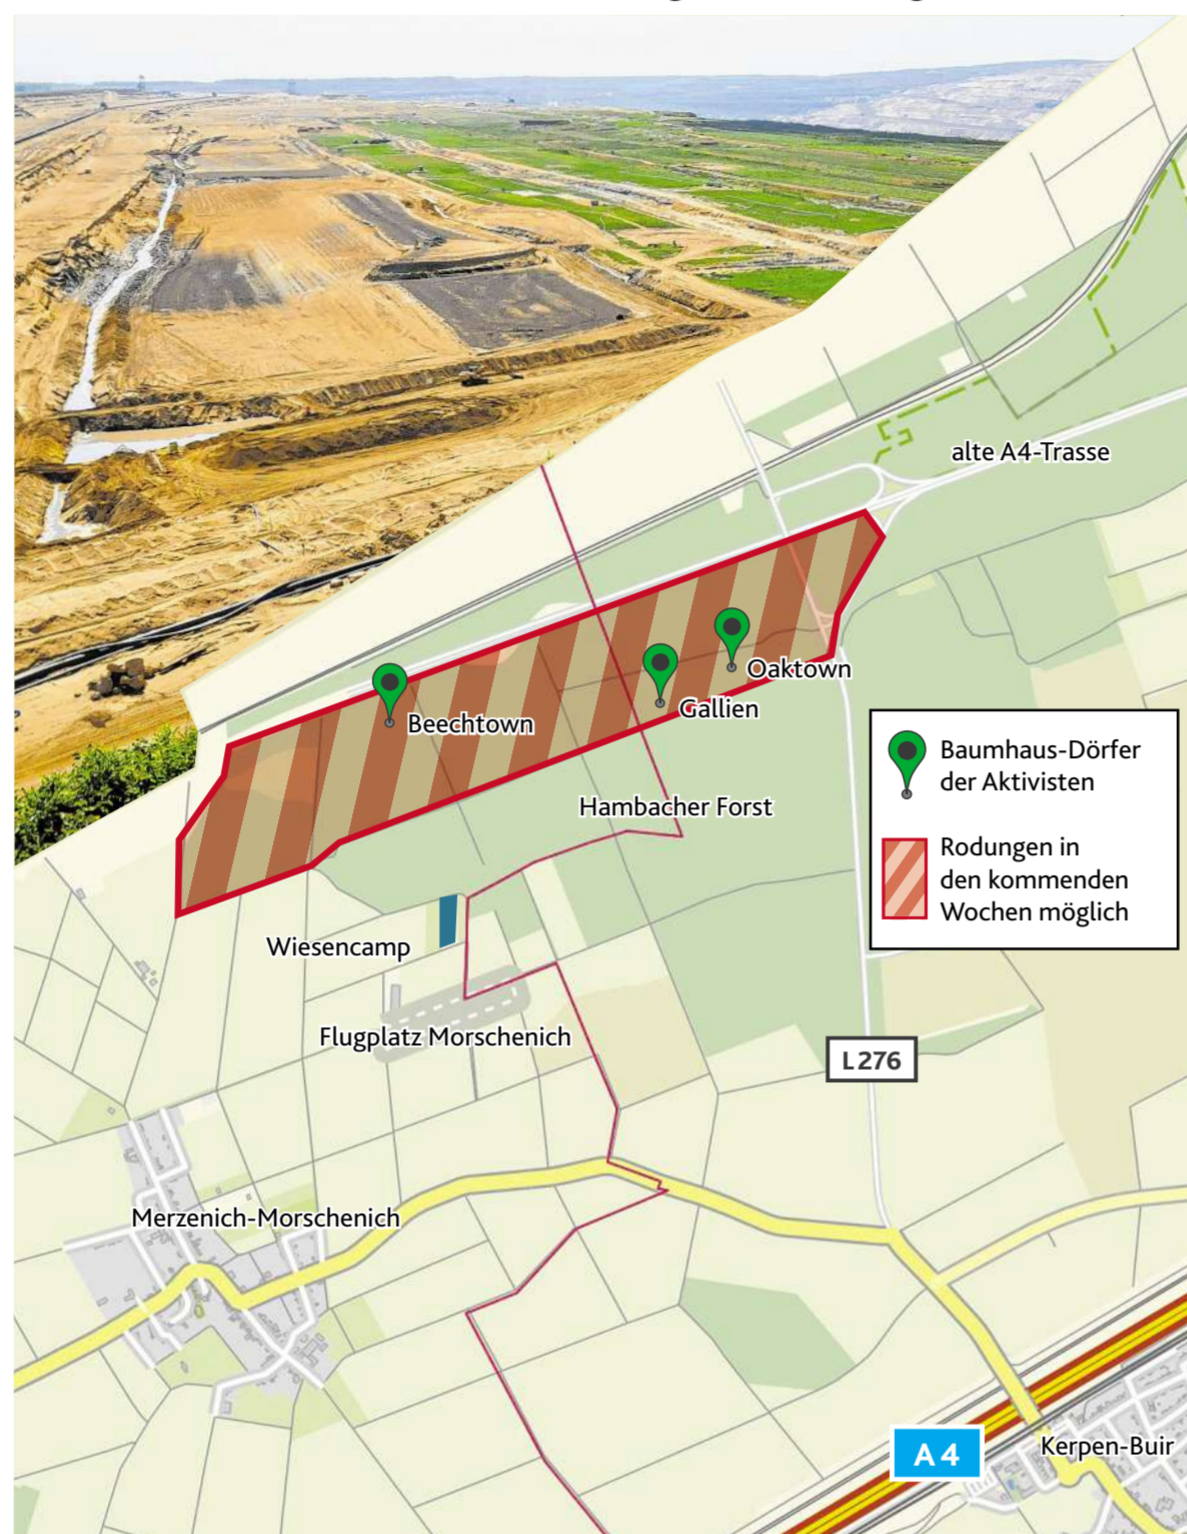 alte A4-Trasse
Oaktown
Gallien
Beechtown
Baumhaus-Dörfer
der Aktivisten
Hambacher Forst
Rodungen in
den kommenden
Wochen möglich
Wiesencamp
Flugplatz Morschenich
L276
Merzenich-Morschenich
A 4
Kerpen-Buir